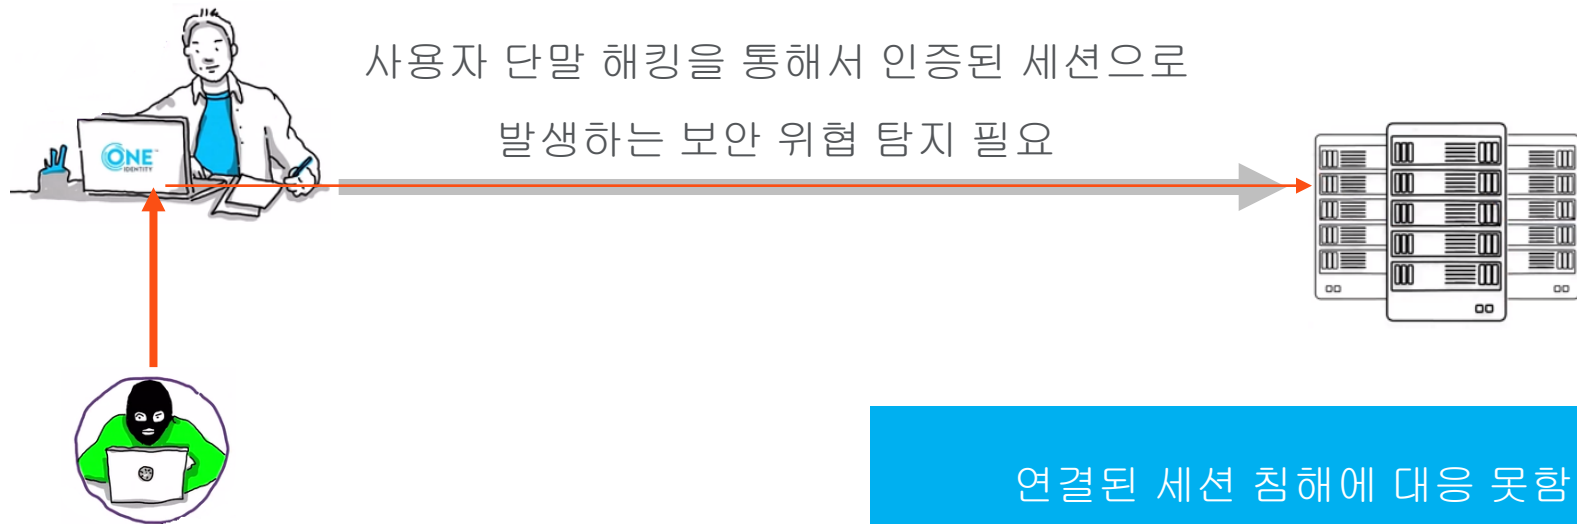 사용자 단말 해킹을 통해서 인증된 세션으로
발생하는 보안 위협 탐지 필요
ONE™
IDENTITY
연결된 세션 침해에 대응 못함